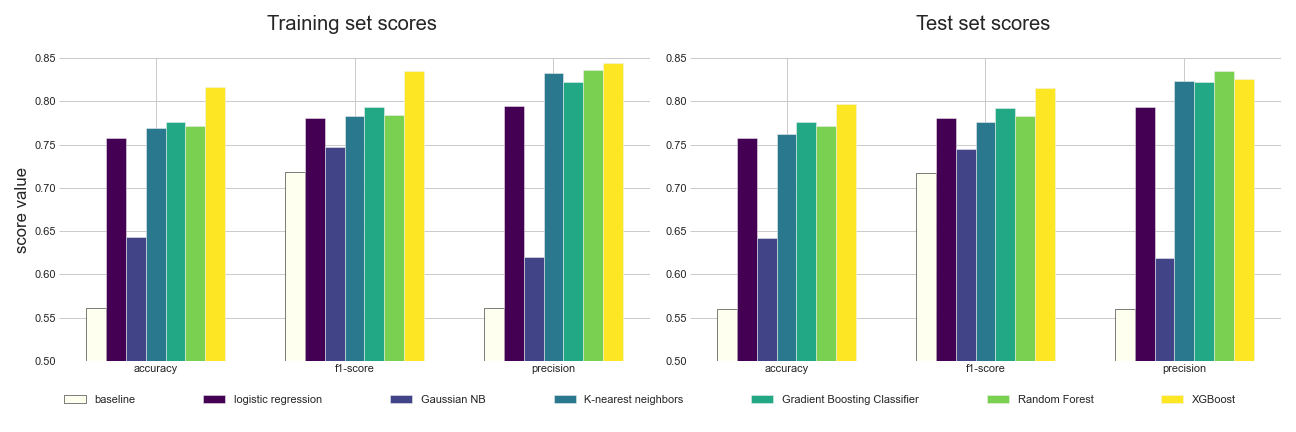 Training set scores
Test set scores
score value
0.85
0.80
0.75
0.70
0.65
0.60
0.55
0.50
accuracy f1-score precision
0.85
0.80
0.75
0.70
0.65
0.60
0.55
0.50
accuracy f1-score precision
baseline logistic regression Gaussian NB K-nearest neighbors Gradient Boosting Classifier Random Forest XGBoost